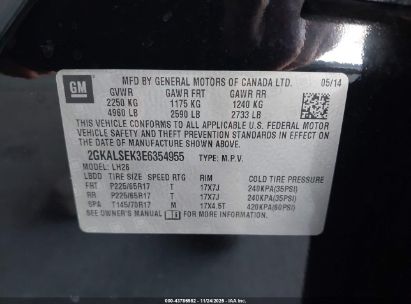 GM
MFD BY GENERAL MOTORS OF CANADA LTD. 05/14
GVWR GAWR FRT GAWR RR
2250 KG 1175 KG 1240 KG
4960 LB 2590 LB 2733 LB
THIS VEHICLE CONFORMS TO ALL APPLICABLE U.S. FEDERAL
MOTOR VEHICLE SAFETY STANDARDS IN EFFECT ON THE DATE
OF MANUFACTURE SHOWN ABOVE.
2GKALSEK3E6354955 TYPE: M.P.V.
MODEL: LH26
LBDD TIRE SIZE SPEED RTG RIM COLD TIRE PRESSURE
FRT P225/65R17 T 17X7J 240KPA(35PSI)
RR P225/65R17 T 17X7J 240KPA(35PSI)
SPA T145/70R17 M 17X4.5T 420KPA(60PSI)
SEE OWNER'S MANUAL FOR MORE INFORMATION.